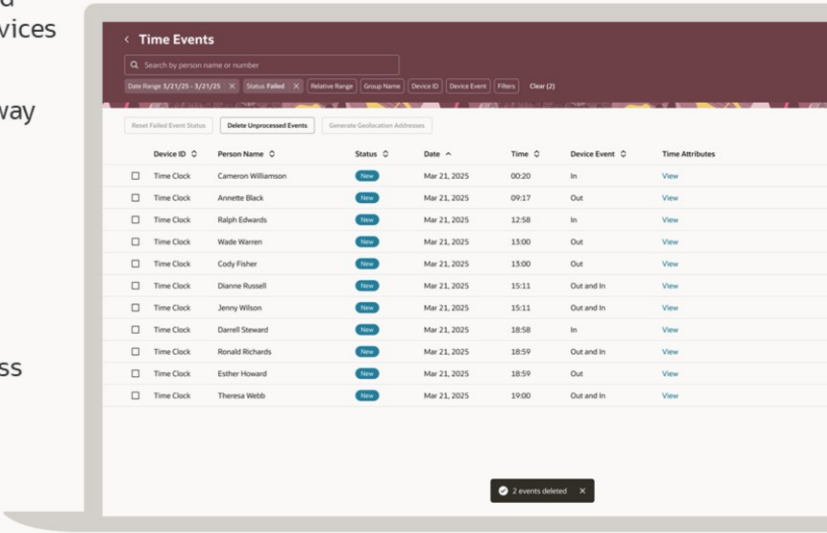 vices
way
ss
Time Events
Search by person name or number
Date Range 3/21/25 - 3/21/25 X Status Failed X Relative Range Group Name Device ID Device Event Filters Clear (2)
Reset Failed Event Status Delete Unprocessed Events Generate Geolocation Addresses
Device ID Person Name Status Date Time Device Event Time Attributes
Time Clock Cameron Williamson New Mar 21, 2025 00:20 In View
Time Clock Annette Black New Mar 21, 2025 09:17 Out View
Time Clock Ralph Edwards New Mar 21, 2025 12:58 In View
Time Clock Wade Warren New Mar 21, 2025 13:00 Out View
Time Clock Cody Fisher New Mar 21, 2025 13:00 Out View
Time Clock Dianne Russell New Mar 21, 2025 15:11 Out and In View
Time Clock Jenny Wilson New Mar 21, 2025 15:11 Out and In View
Time Clock Darrell Steward New Mar 21, 2025 18:58 In View
Time Clock Ronald Richards New Mar 21, 2025 18:59 Out and In View
Time Clock Esther Howard New Mar 21, 2025 18:59 Out View
Time Clock Theresa Webb New Mar 21, 2025 19:00 Out and In View
2 events deleted